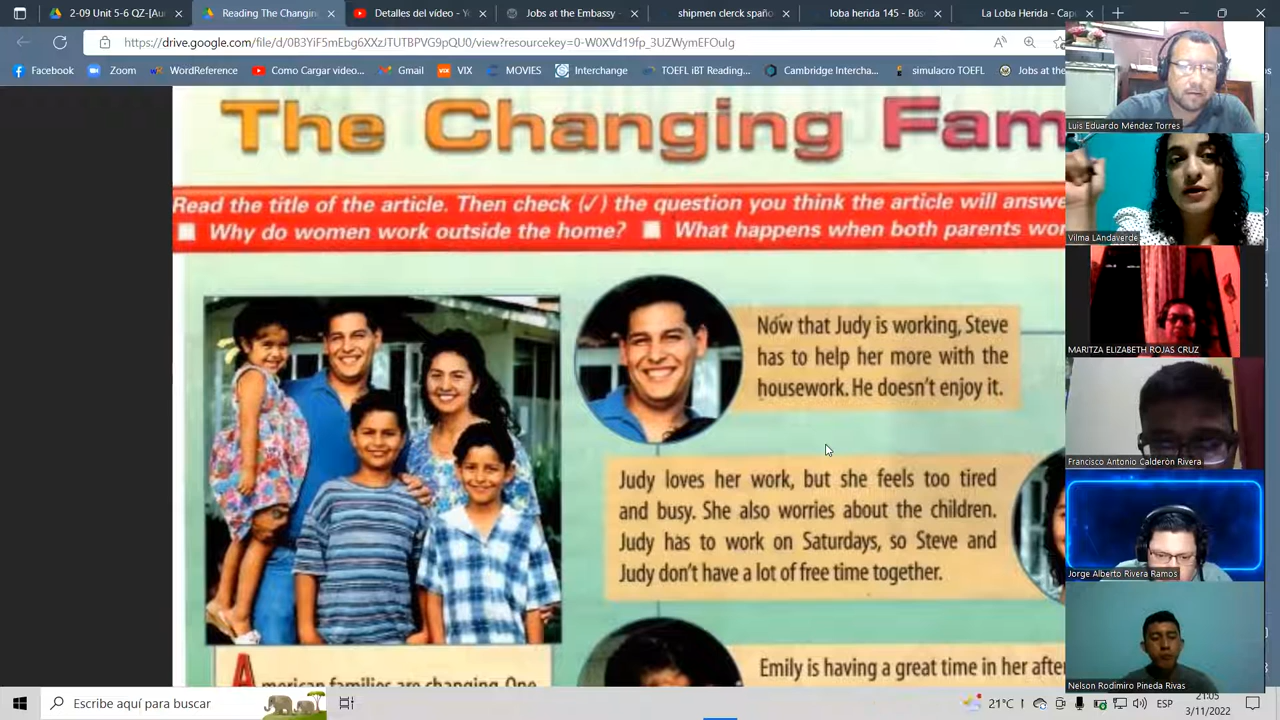 2-09 Unit 5-6 QZ-[Au
Reading The Changin
Detailed report video -
Jobs at the Embassy -
shipmen clerck españo
Jobs Herida 145 - Bús
La Loba Herida - Cap
https://drive.google.com/file/d/0B3YiF5mEbg6XXzJTUTBPVG9pQU0/view?resourcekey=0-W0XVd19fp_3UZWymEFOulg
Facebook
Zoom
WordReference
Como Cargar video...
Gmail
VIX
MOVIES
Interchange
TOEFL iBT Reading...
Cambridge Intercha...
simulacro TOEFL
Jobs at the
The Changing Fam
Read the title of the article. Then check (✓) the question you think the article will answe
Why do women work outside the home? What happens when both parents wor
Now that Judy is working, Steve
has to help her more with the
housework. He doesn't enjoy it.
Judy loves her work, but she feels too tired
and busy. She also worries about the children.
Judy has to work on Saturdays, so Steve and
Judy don't have a lot of free time together.
Emily is having a great time in her afte
American families are changing. One
Luis Eduardo Méndez Torres
Vilma LAndaverde
MARITZA ELIZABETH ROJAS CRUZ
Francisco Antonio Calderón Rivera
Jorge Alberto Rivera Ramos
Nelson Rodimiro Pineda Rivas
Escribe aquí para buscar
21°C
ESP
21:05
3/11/2022